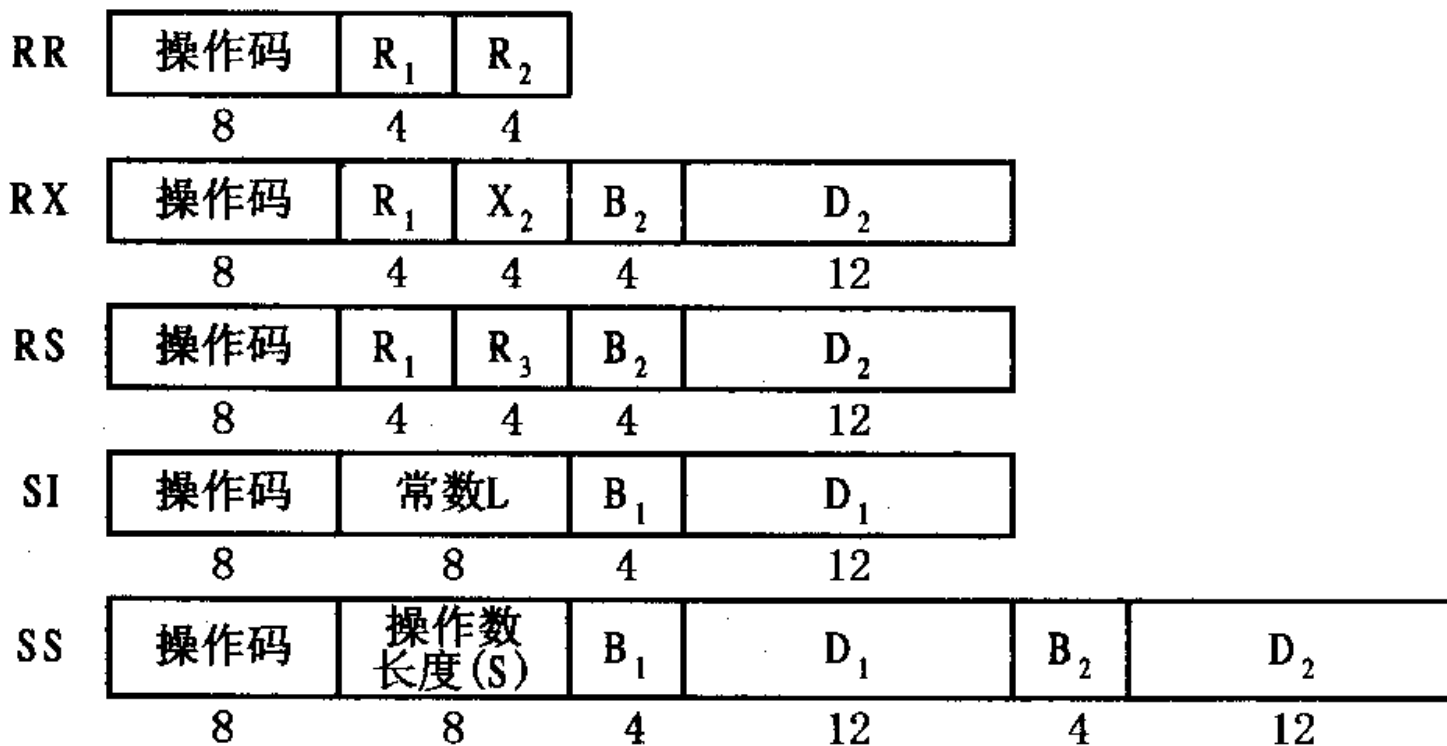 RR 操作码 R₁ R₂
8 4 4
RX 操作码 R₁ X₂ B₂ D₂
8 4 4 4 12
RS 操作码 R₁ R₃ B₂ D₂
8 4 4 4 12
SI 操作码 常数L B₁ D₁
8 8 4 12
SS 操作码 操作数长度(S) B₁ D₁ B₂ D₂
8 8 4 12 4 12